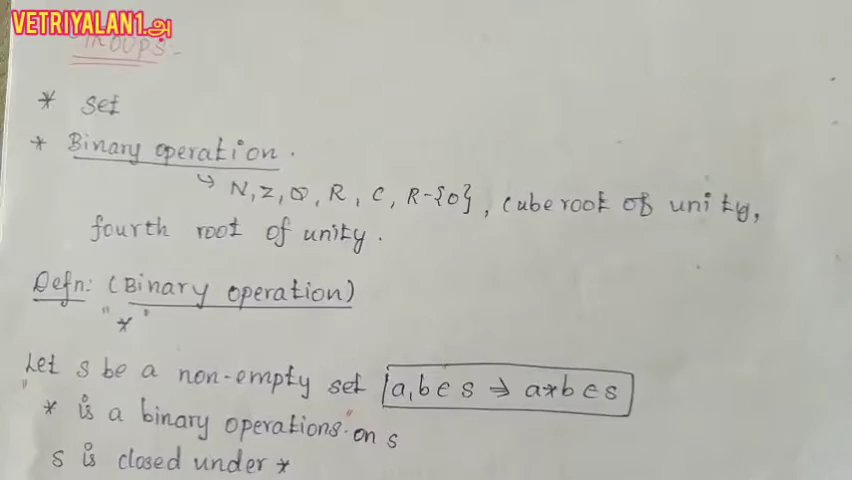 VETRIYALAN1.அ
GROUPS:-
* Set
* Binary operation.
↳ N, Z, Q, R, C, R-{0}, cube root of unity,
fourth root of unity.
Defn: (Binary operation)
"*"
Let S be a non-empty set a,b ∈ S → a*b ∈ S
" * is a binary operations." on S
S is closed under *